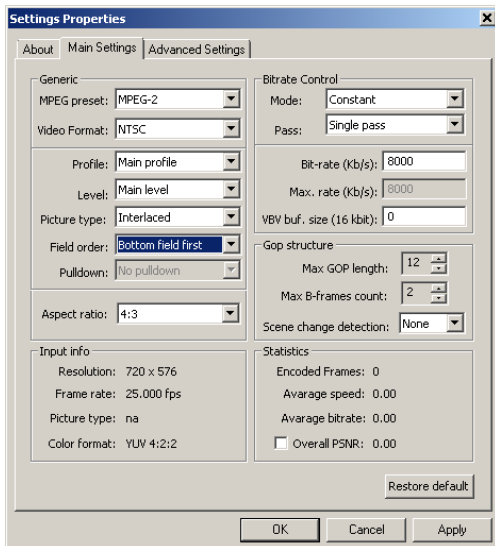 Settings Properties
About
Main Settings
Advanced Settings
Generic
MPEG preset: MPEG-2
Video Format: NTSC
Profile: Main profile
Level: Main level
Picture type: Interlaced
Field order: Bottom field first
Pulldown: No pulldown
Aspect ratio: 4:3
Input info
Resolution: 720 x 576
Frame rate: 25.000 fps
Picture type: na
Color format: YUV 4:2:2
Bitrate Control
Mode: Constant
Pass: Single pass
Bit-rate (Kb/s): 8000
Max. rate (Kb/s): 8000
VBV buf. size (16 kbit): 0
Gop structure
Max GOP length: 12
Max B-frames count: 2
Scene change detection: None
Statistics
Encoded Frames: 0
Avarage speed: 0.00
Avarage bitrate: 0.00
Overall PSNR: 0.00
Restore default
OK
Cancel
Apply